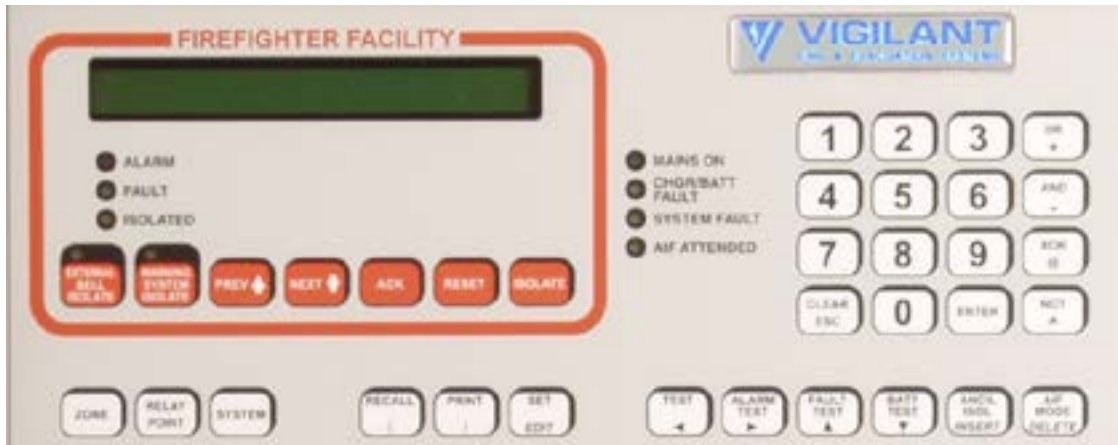 FIREFIGHTER FACILITY
VIGILANT
FIRE & EVACUATION SYSTEMS
ALARM
FAULT
ISOLATED
EXTERNAL
BELL
ISOLATE
WARNING
SYSTEM
ISOLATE
PREV
NEXT
ACK
RESET
ISOLATE
MAINS ON
CHGR/BATT
FAULT
SYSTEM FAULT
AIF ATTENDED
1 2 3 OR
+
4 5 6 AND
-
7 8 9
CLEAR
ESC
0
ENTER
NOT
ZONE
RELAY
POINT
SYSTEM
RECALL
PRINT
SET
EDIT
TEST
ALARM
TEST
FAULT
TEST
BATT
TEST
ANCIL
ISOL
INSERT
AIF
MODE
DELETE